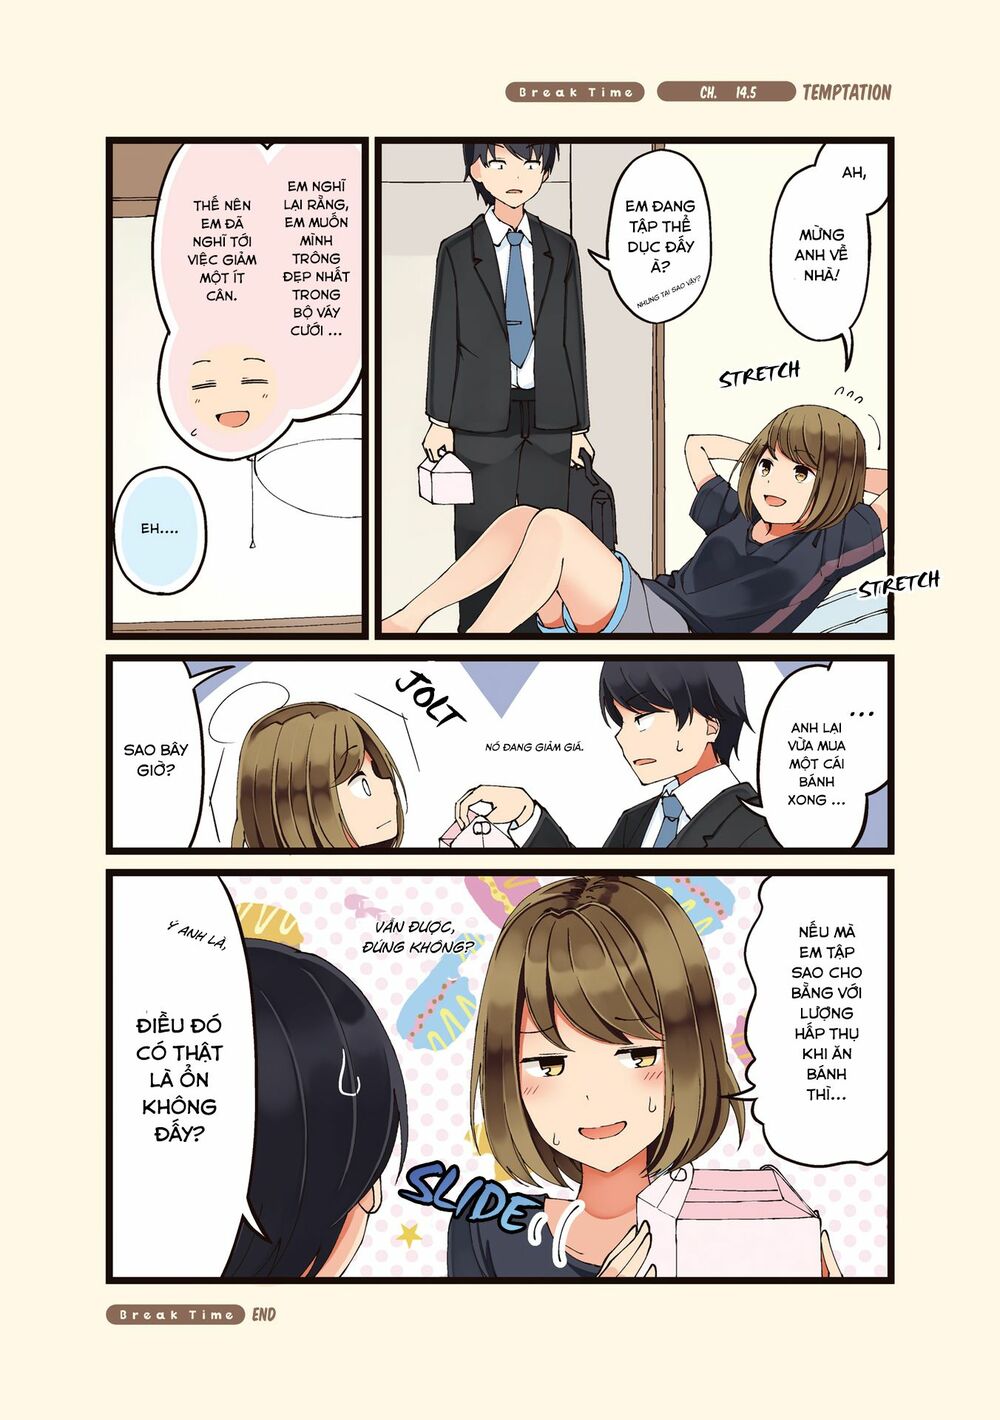 Break Time
CH. 14.5
TEMPTATION
AH,
MỪNG
ANH VỀ
NHÀ!
EM ĐANG
TẬP THỂ
DỤC ĐẤY
À?
NHƯNG TẠI SAO VẬY?
STRETCH
STRETCH
EM NGHĨ
LẠI RẰNG,
EM MUỐN
MÌNH
TRÔNG
ĐẸP NHẤT
TRONG
BỘ VÁY
CƯỚI ...
THẾ NÊN
EM ĐÃ
NGHĨ TỚI
VIỆC GIẢM
MỘT ÍT
CÂN.
EH....
...
ANH LẠI
VỪA MUA
MỘT CÁI
BÁNH
XONG ...
NÓ ĐANG GIẢM GIÁ.
JOLT
SAO BÂY
GIỜ?
NẾU MÀ
EM TẬP
SAO CHO
BẰNG VỚI
LƯỢNG
HẤP THỤ
KHI ĂN
BÁNH
THÌ...
VẪN ĐƯỢC,
ĐÚNG KHÔNG?
SLIDE
Ý ANH LÀ,
ĐIỀU ĐÓ
CÓ THẬT
LÀ ỔN
KHÔNG
ĐẤY?
Break Time
END